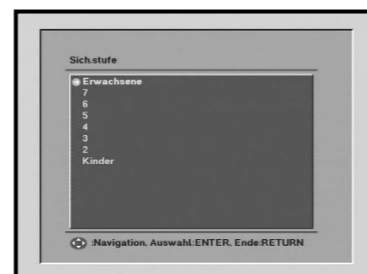 Sich.stufe
Erwachsene
7
6
5
4
3
2
Kinder
:Navigation, Auswahl:ENTER, Ende:RETURN